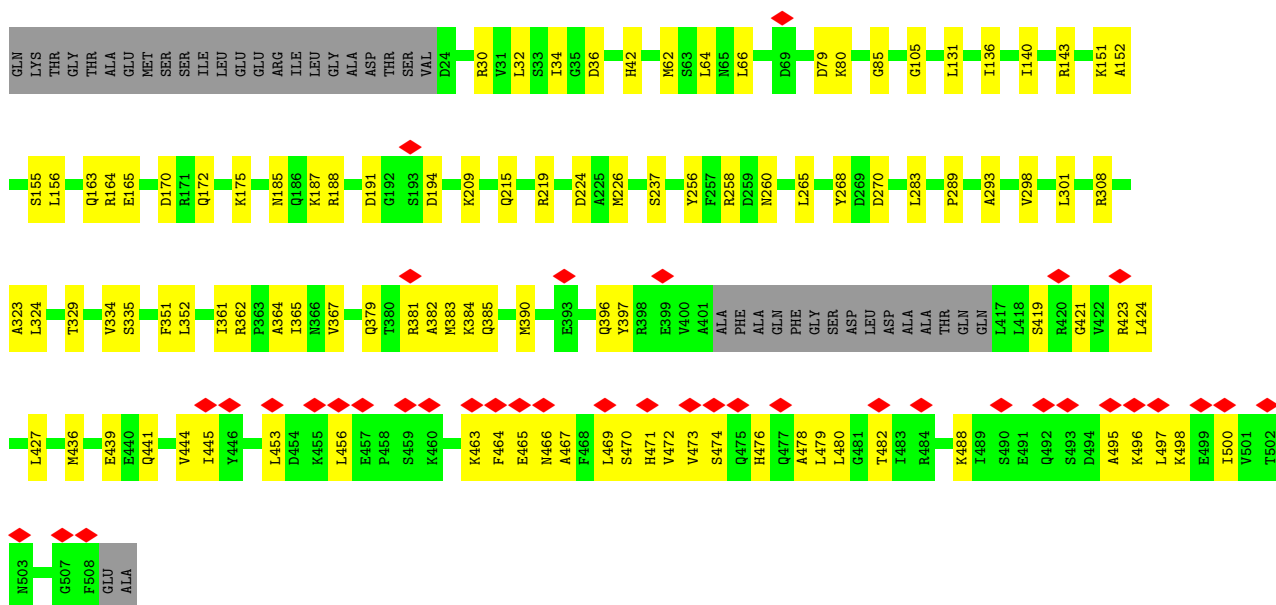 GLN LYS THR GLY THR ALA GLU MET SER SER ILE LEU GLU GLU ARG ILE LEU GLY ALA ASP THR SER VAL D24 R30 V31 L32 S33 I34 G35 D36 H42 M62 S63 L64 N65 L66 D69 D79 K80 G85 G105 L131 I136 I140 R143 K151 A152
S155 L156 Q163 R164 E165 D170 R171 Q172 K175 N185 Q186 K187 R188 D191 G192 S193 D194 K209 Q215 R219 D224 A225 M226 S237 Y256 F257 R258 D259 N260 L265 Y268 D269 D270 L283 P289 A293 V298 L301 R308
A323 L324 T329 V334 S335 F351 L352 I361 R362 P363 A364 I365 N366 V367 Q379 T380 R381 A382 M383 K384 Q385 M390 E393 Q396 Y397 R398 E399 V400 A401 ALA PHE ALA GLN PHE GLY SER ASP LEU ASP ALA ALA THR GLN GLN L417 L418 S419 R420 G421 V422 R423 L424
L427 M436 E439 E440 Q441 V444 I445 Y446 L453 D454 K455 L456 E457 P458 S459 K460 K463 F464 E465 N466 A467 F468 L469 S470 H471 V472 V473 S474 Q475 H476 Q477 A478 L479 L480 G481 T482 I483 R484 K488 I489 S490 E491 Q492 S493 D494 A495 K496 L497 K498 E499 I500 V501 T502
N503 G507 F508 GLU ALA